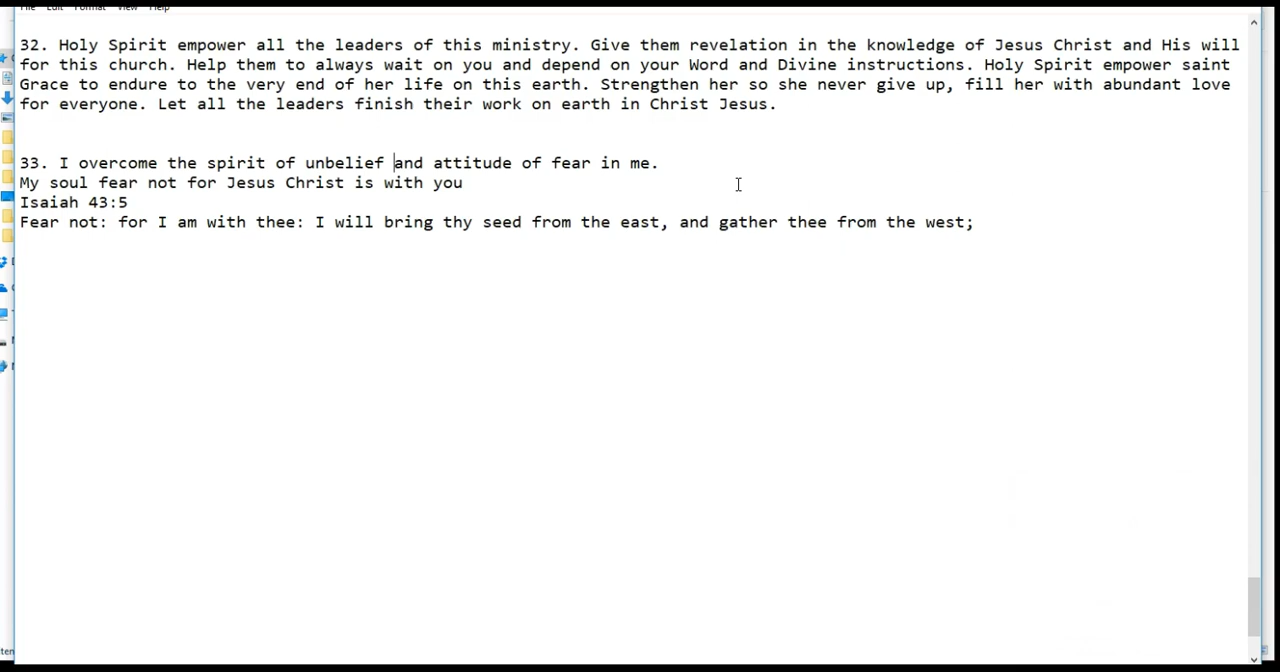 File Edit Format View Help
32. Holy Spirit empower all the leaders of this ministry. Give them revelation in the knowledge of Jesus Christ and His will
for this church. Help them to always wait on you and depend on your Word and Divine instructions. Holy Spirit empower saint
Grace to endure to the very end of her life on this earth. Strengthen her so she never give up, fill her with abundant love
for everyone. Let all the leaders finish their work on earth in Christ Jesus.
33. I overcome the spirit of unbelief and attitude of fear in me.
My soul fear not for Jesus Christ is with you
Isaiah 43:5
Fear not: for I am with thee: I will bring thy seed from the east, and gather thee from the west;